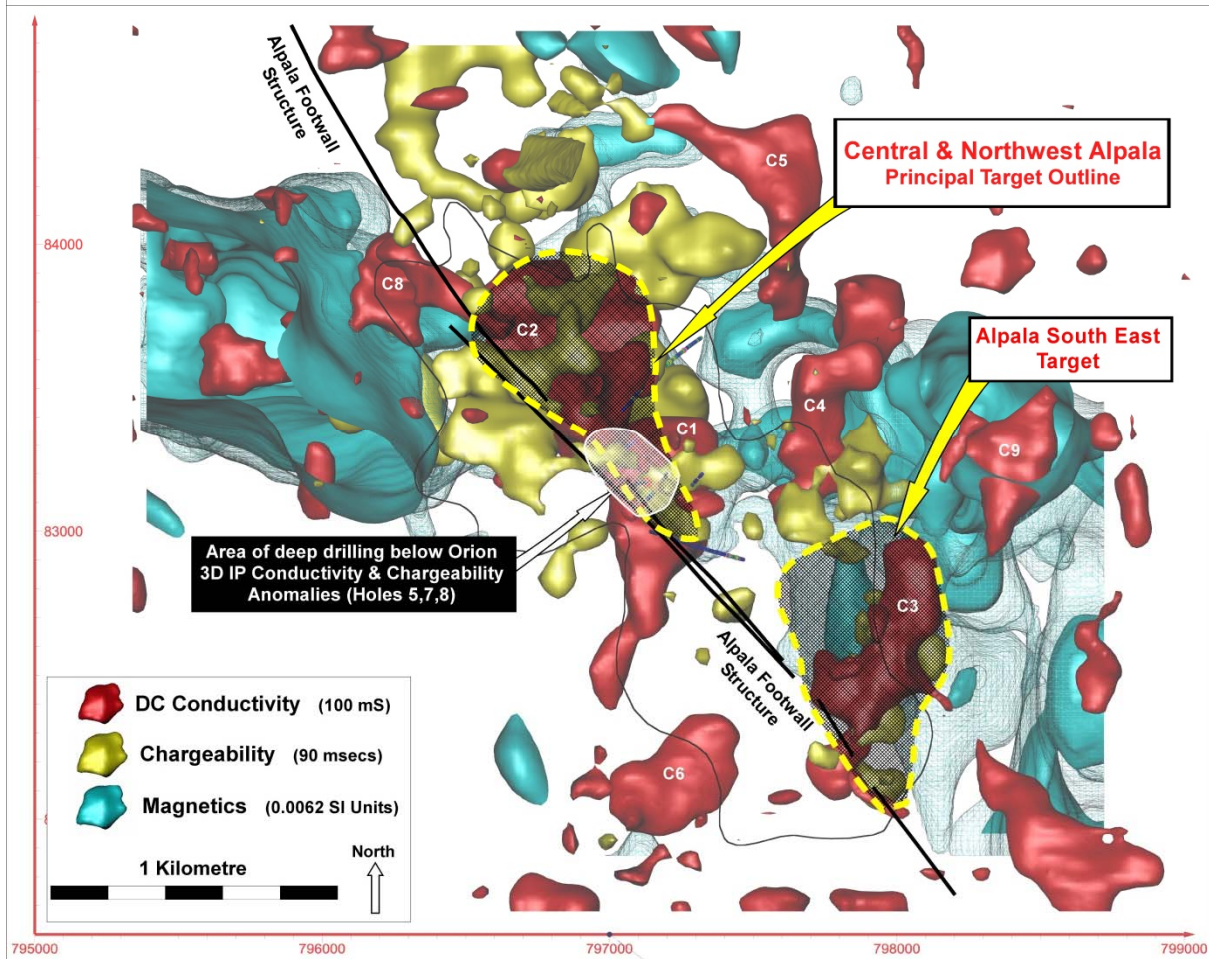 Alpala Footwall
Structure
Central & Northwest Alpala
Principal Target Outline
C5
84000
C8
C2
Alpala South East
Target
C4
C1
C9
83000
Area of deep drilling below Orion
3D IP Conductivity & Chargeability
Anomalies (Holes 5,7,8)
C3
Alpala Footwall
Structure
DC Conductivity (100 mS)
Chargeability (90 msecs)
Magnetics (0.0062 SI Units)
C6
1 Kilometre
North
795000
796000
797000
798000
799000